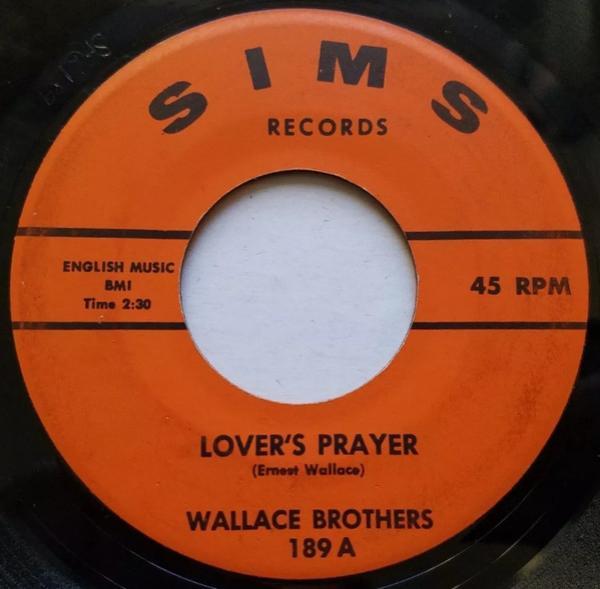 SIMS
RECORDS
ENGLISH MUSIC
BMI
Time 2:30
45 RPM
LOVER'S PRAYER
(Ernest Wallace)
WALLACE BROTHERS
189 A